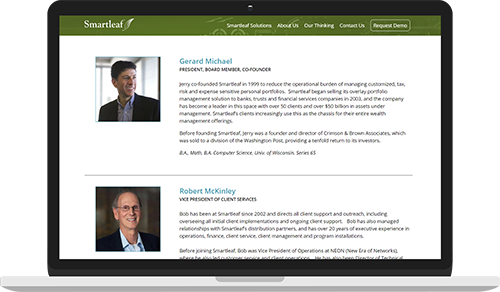 Smartleaf
Smartleaf Solutions About Us Our Thinking Contact Us Request Demo
Gerard Michael
PRESIDENT, BOARD MEMBER, CO-FOUNDER
Jerry co-founded Smartleaf in 1999 to reduce the operational burden of managing customized, tax,
risk and expense sensitive personal portfolios. Smartleaf began selling its overlay portfolio
management solution to banks, trusts and financial services companies in 2003, and the company
has become a leader in this space with over 50 clients and over $50 billion in assets under
management. Smartleaf's clients increasingly use this as the chassis for their entire wealth
management offerings.
Before founding Smartleaf, Jerry was a founder and director of Crimson & Brown Associates, which
was sold to a division of the Washington Post, providing a tenfold return to its investors.
B.A., Math, B.A. Computer Science, Univ. of Wisconsin. Series 65
Robert McKinley
VICE PRESIDENT OF CLIENT SERVICES
Bob has been at Smartleaf since 2002 and directs all client support and outreach, including
overseeing all initial client implementations and ongoing client support. Bob has also managed
relationships with Smartleaf's distribution partners, and has over 20 years of executive experience in
operations, finance, client service, client management and program installations.
Before joining Smartleaf, Bob was Vice President of Operations at NEON (New Era of Networks),
where he also led customer service and client operations. He has also been Director of Technical